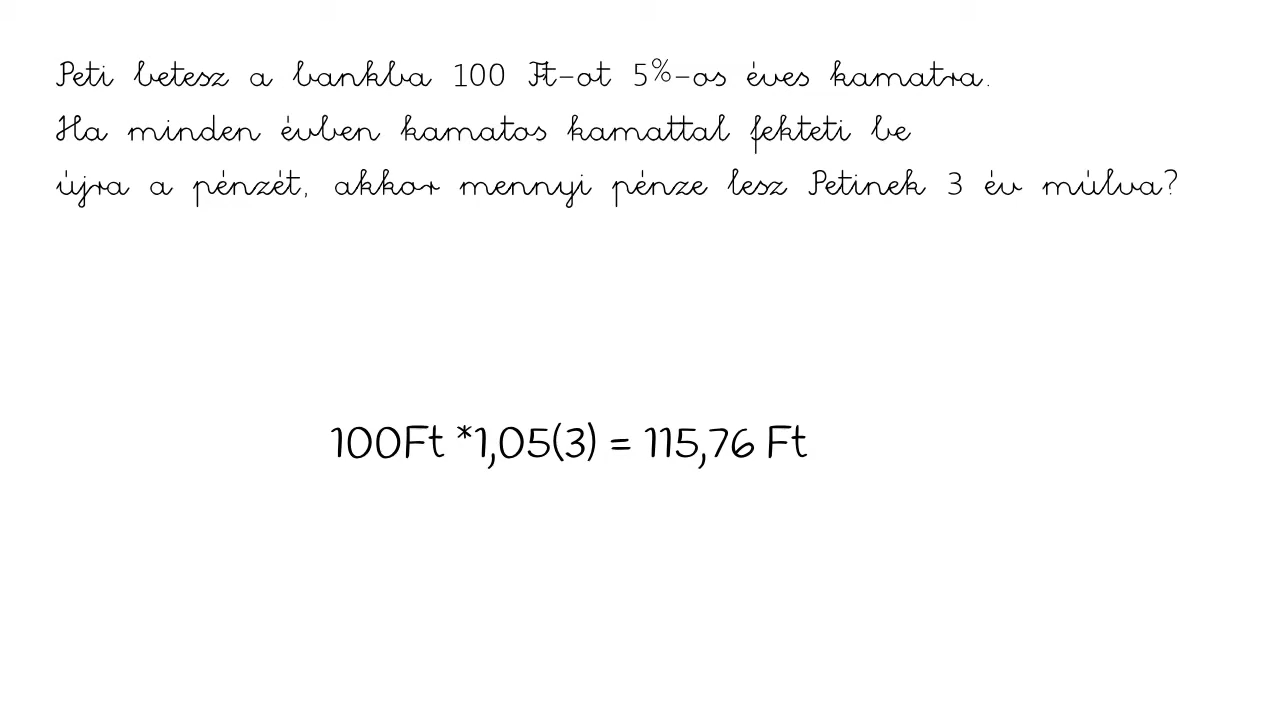 Peti betesz a bankba 100 Ft-ot 5%-os éves kamatra.
Ha minden évben kamatos kamattal fekteti be
újra a pénzét, akkor mennyi pénze lesz Petinek 3 év múlva?
100Ft *1,05(3) = 115,76 Ft